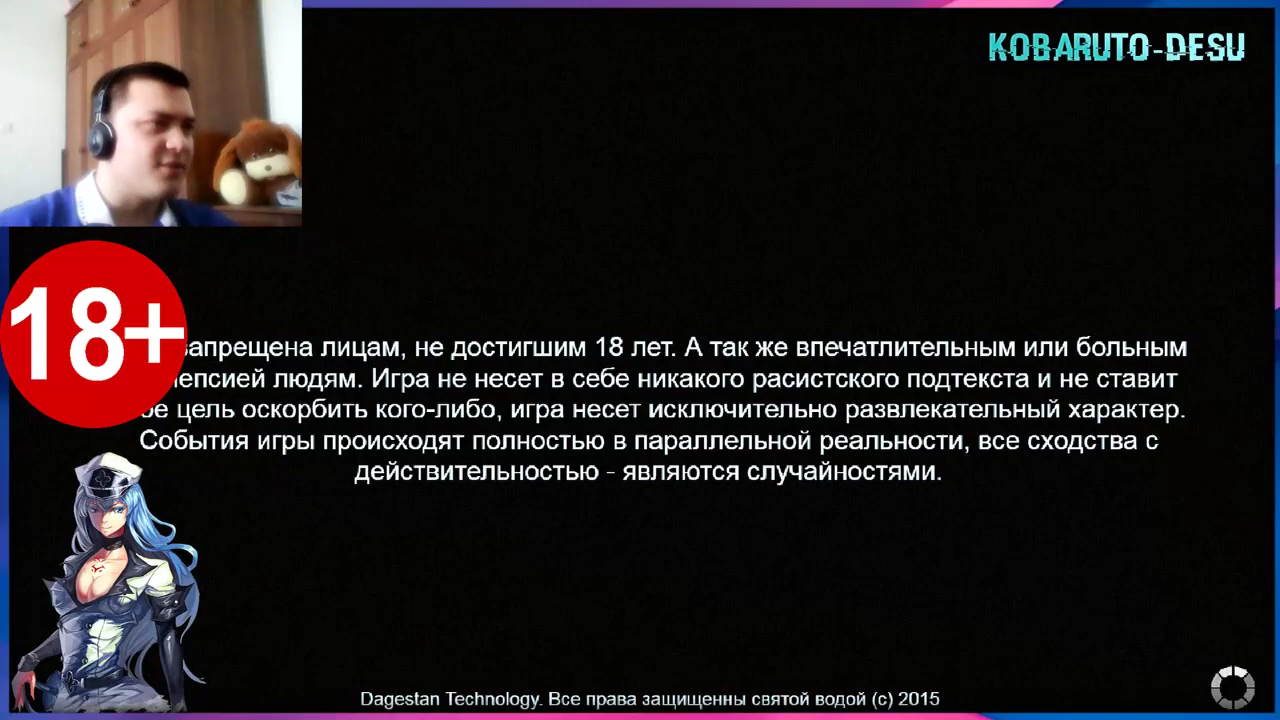 KOBARUTO-DESU
18+
запрещена лицам, не достигшим 18 лет. А так же впечатлительным или больным
людям. Игра не несет в себе никакого расистского подтекста и не ставит
цель оскорбить кого-либо, игра несет исключительно развлекательный характер.
События игры происходят полностью в параллельной реальности, все сходства с
действительностью - являются случайностями.
Dagestan Technology. Все права защищенны святой водой (c) 2015